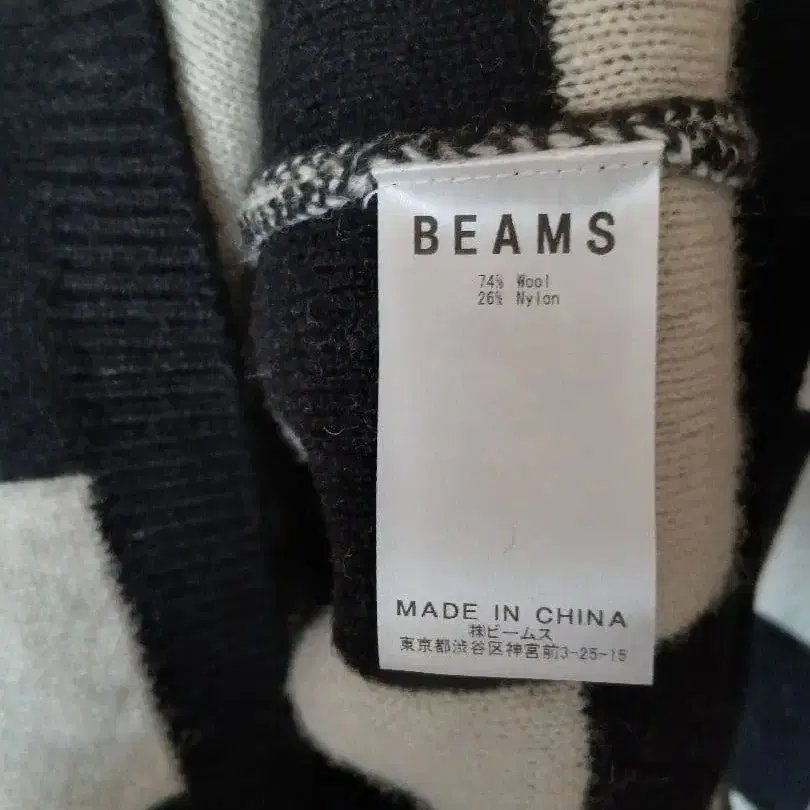 BEAMS
74% Wool
26% Nylon
MADE IN CHINA
㈱ビームス
東京都渋谷区神宮前3-25-15